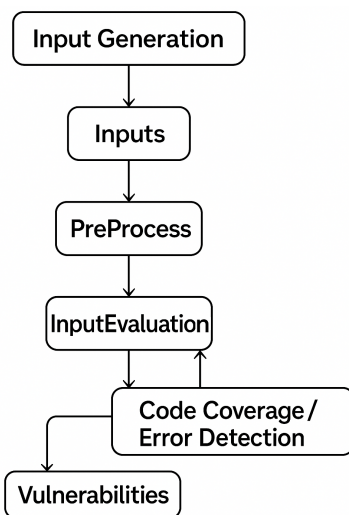 Input Generation
Inputs
PreProcess
InputEvaluation
Code Coverage/
Error Detection
Vulnerabilities